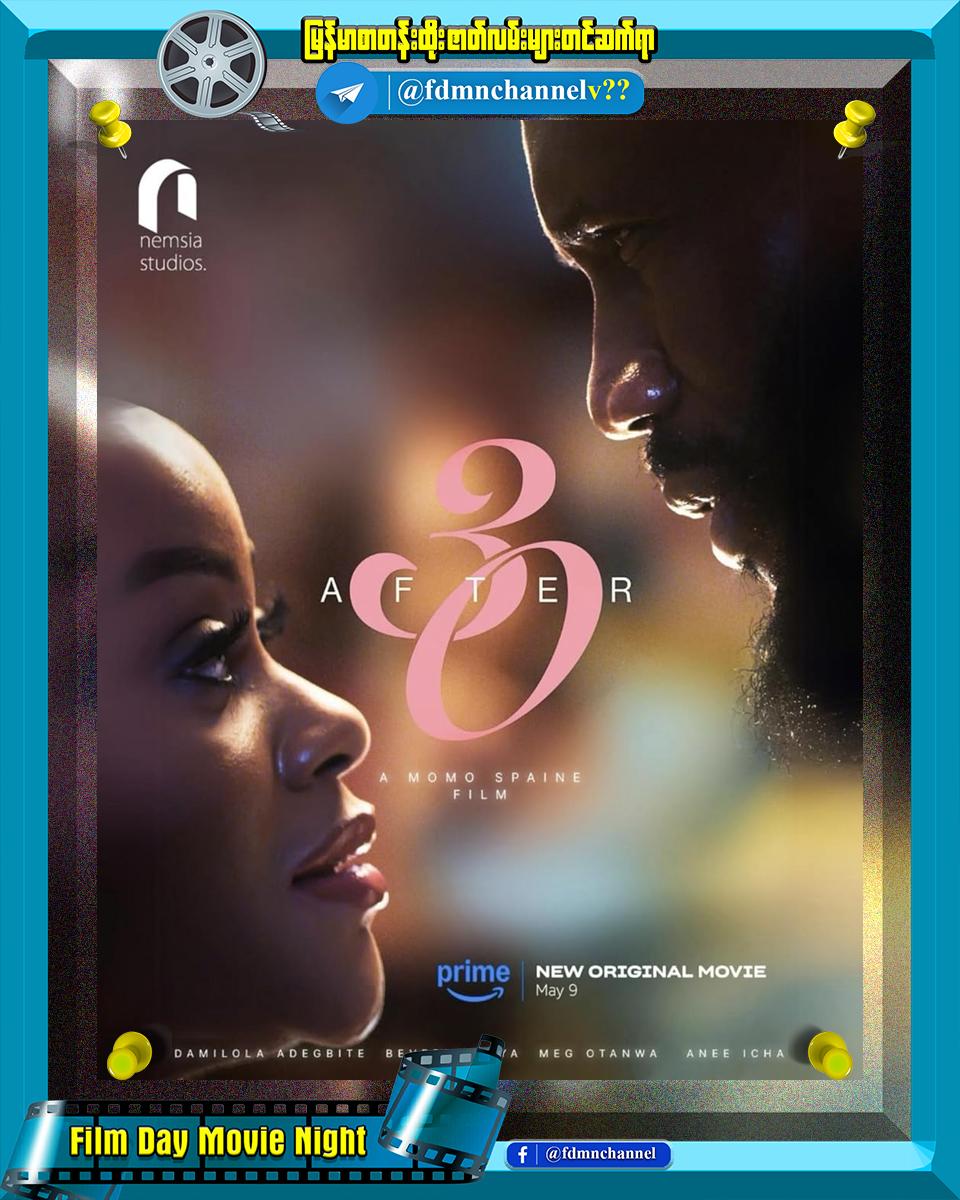 မြန်မာစာတန်းထိုးဇာတ်လမ်းများတင်ဆက်ရာ
@fdmnchannelv??
nemsia
studios.
30
AFTER
A MOMO SPAINE
FILM
prime
NEW ORIGINAL MOVIE
May 9
DAMILOLA ADEGBITE MEG OTANWA ANEE ICHA
Film Day Movie Night
@fdmnchannel